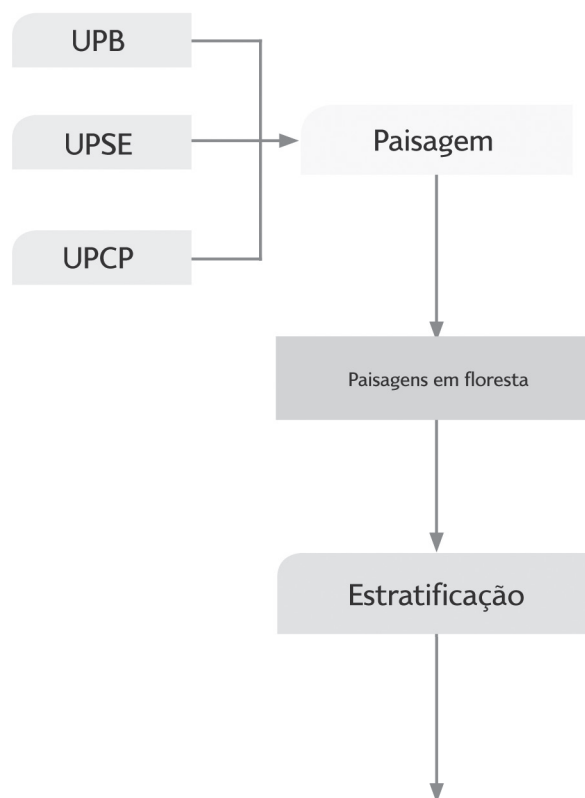 UPB
UPSE
Paisagem
UPCP
Paisagens em floresta
Estratificação